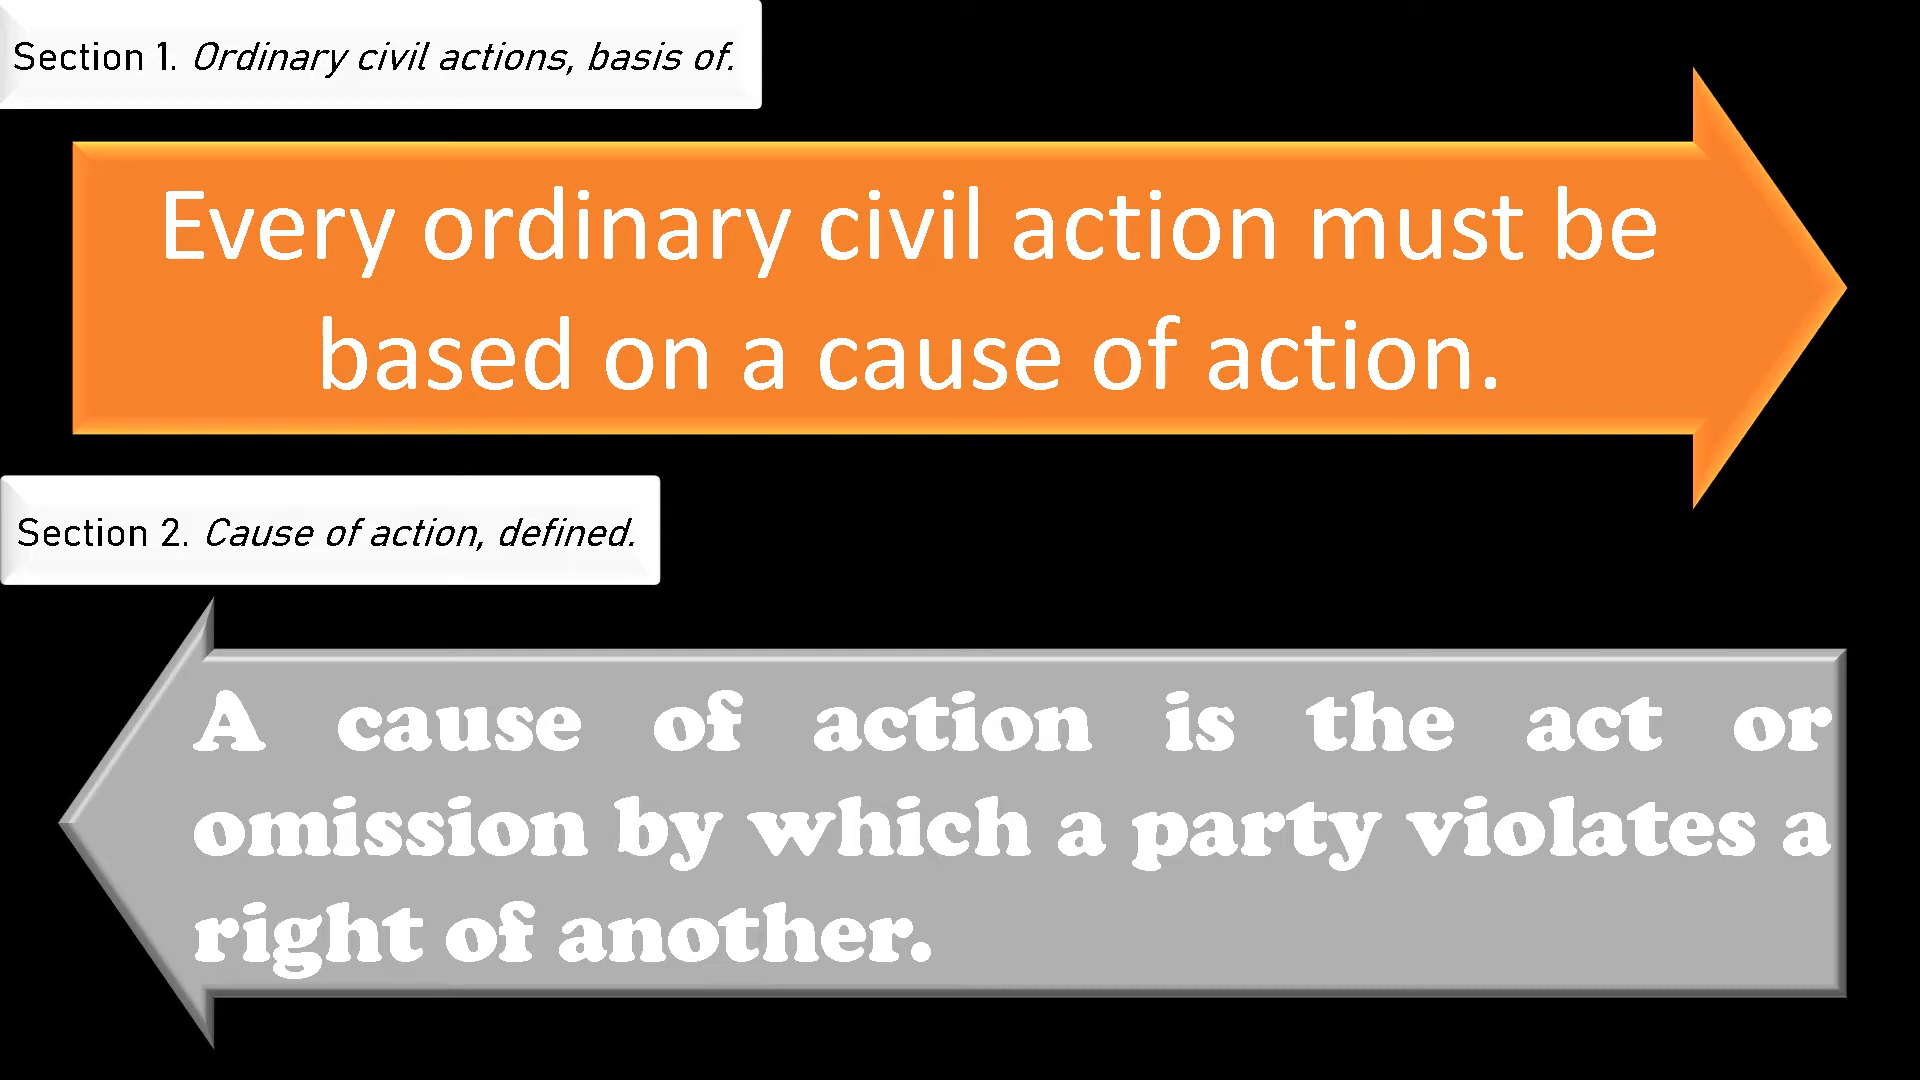 Section 1. Ordinary civil actions, basis of.
Every ordinary civil action must be
based on a cause of action.
Section 2. Cause of action, defined.
A cause of action is the act or
omission by which a party violates a
right of another.